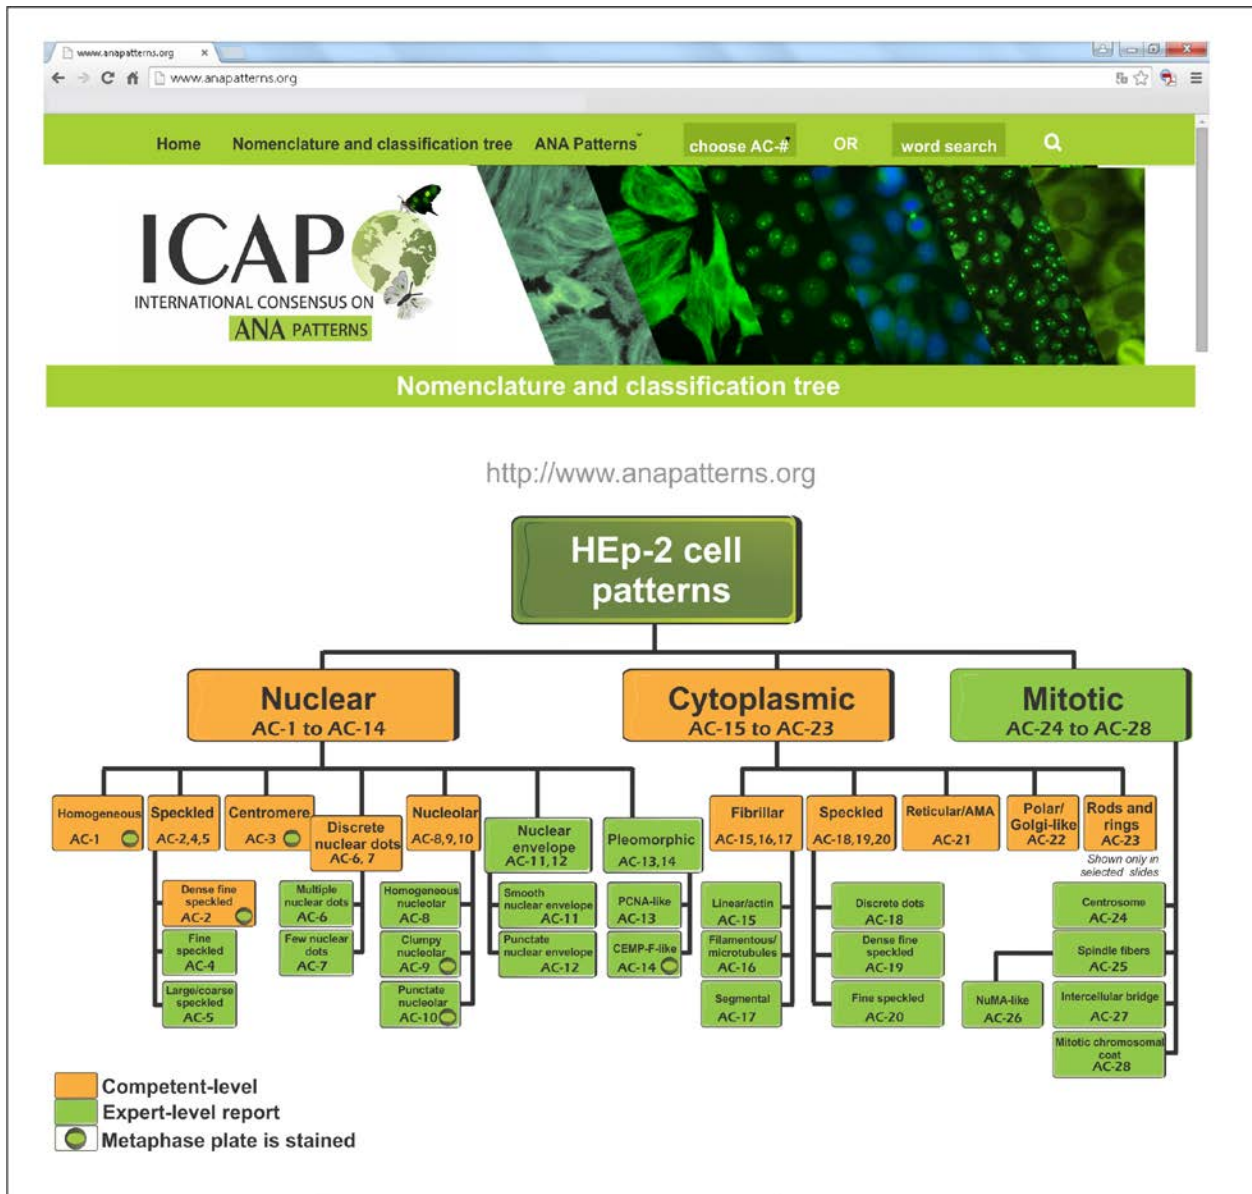 www.anapatterns.org
www.anapatterns.org
Home Nomenclature and classification tree ANA Patterns choose AC-# OR word search
ICAP
INTERNATIONAL CONSENSUS ON
ANA PATTERNS
Nomenclature and classification tree
http://www.anapatterns.org
HEp-2 cell
patterns
Nuclear
AC-1 to AC-14
Cytoplasmic
AC-15 to AC-23
Mitotic
AC-24 to AC-28
Homogeneous
AC-1
Speckled
AC-2,4,5
Centromere
AC-3
Discrete
nuclear dots
AC-6, 7
Nucleolar
AC-8,9,10
Nuclear
envelope
AC-11,12
Pleomorphic
AC-13,14
Fibrillar
AC-15,16,17
Speckled
AC-18,19,20
Reticular/AMA
AC-21
Polar/
Golgi-like
AC-22
Rods and
rings
AC-23
Shown only in
selected slides
Dense fine
speckled
AC-2
Fine
speckled
AC-4
Large/coarse
speckled
AC-5
Multiple
nuclear dots
AC-6
Few nuclear
dots
AC-7
Homogeneous
nucleolar
AC-8
Clumpy
nucleolar
AC-9
Punctate
nucleolar
AC-10
Smooth
nuclear envelope
AC-11
Punctate
nuclear envelope
AC-12
PCNA-like
AC-13
CEMP-F-like
AC-14
Linear/actin
AC-15
Filamentous/
microtubules
AC-16
Segmental
AC-17
Discrete dots
AC-18
Dense fine
speckled
AC-19
Fine speckled
AC-20
Centrosome
AC-24
Spindle fibers
AC-25
NuMA-like
AC-26
Intercellular bridge
AC-27
Mitotic chromosomal
coat
AC-28
Competent-level
Expert-level report
Metaphase plate is stained